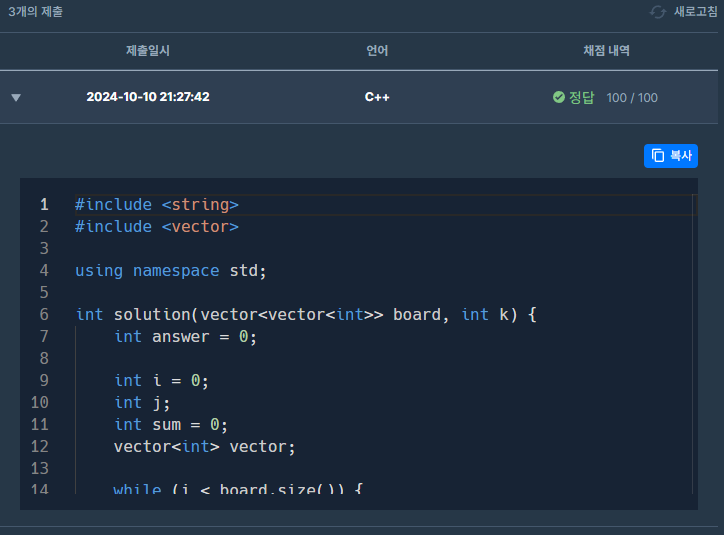 3개의 제출 새로고침
제출일시 언어 채점 내역
2024-10-10 21:27:42 C++ 정답 100 / 100
복사
1 #include <string>
2 #include <vector>
3
4 using namespace std;
5
6 int solution(vector<vector<int>> board, int k) {
7 int answer = 0;
8
9 int i = 0;
10 int j;
11 int sum = 0;
12 vector<int> vector;
13
14 while (i < board.size()) {